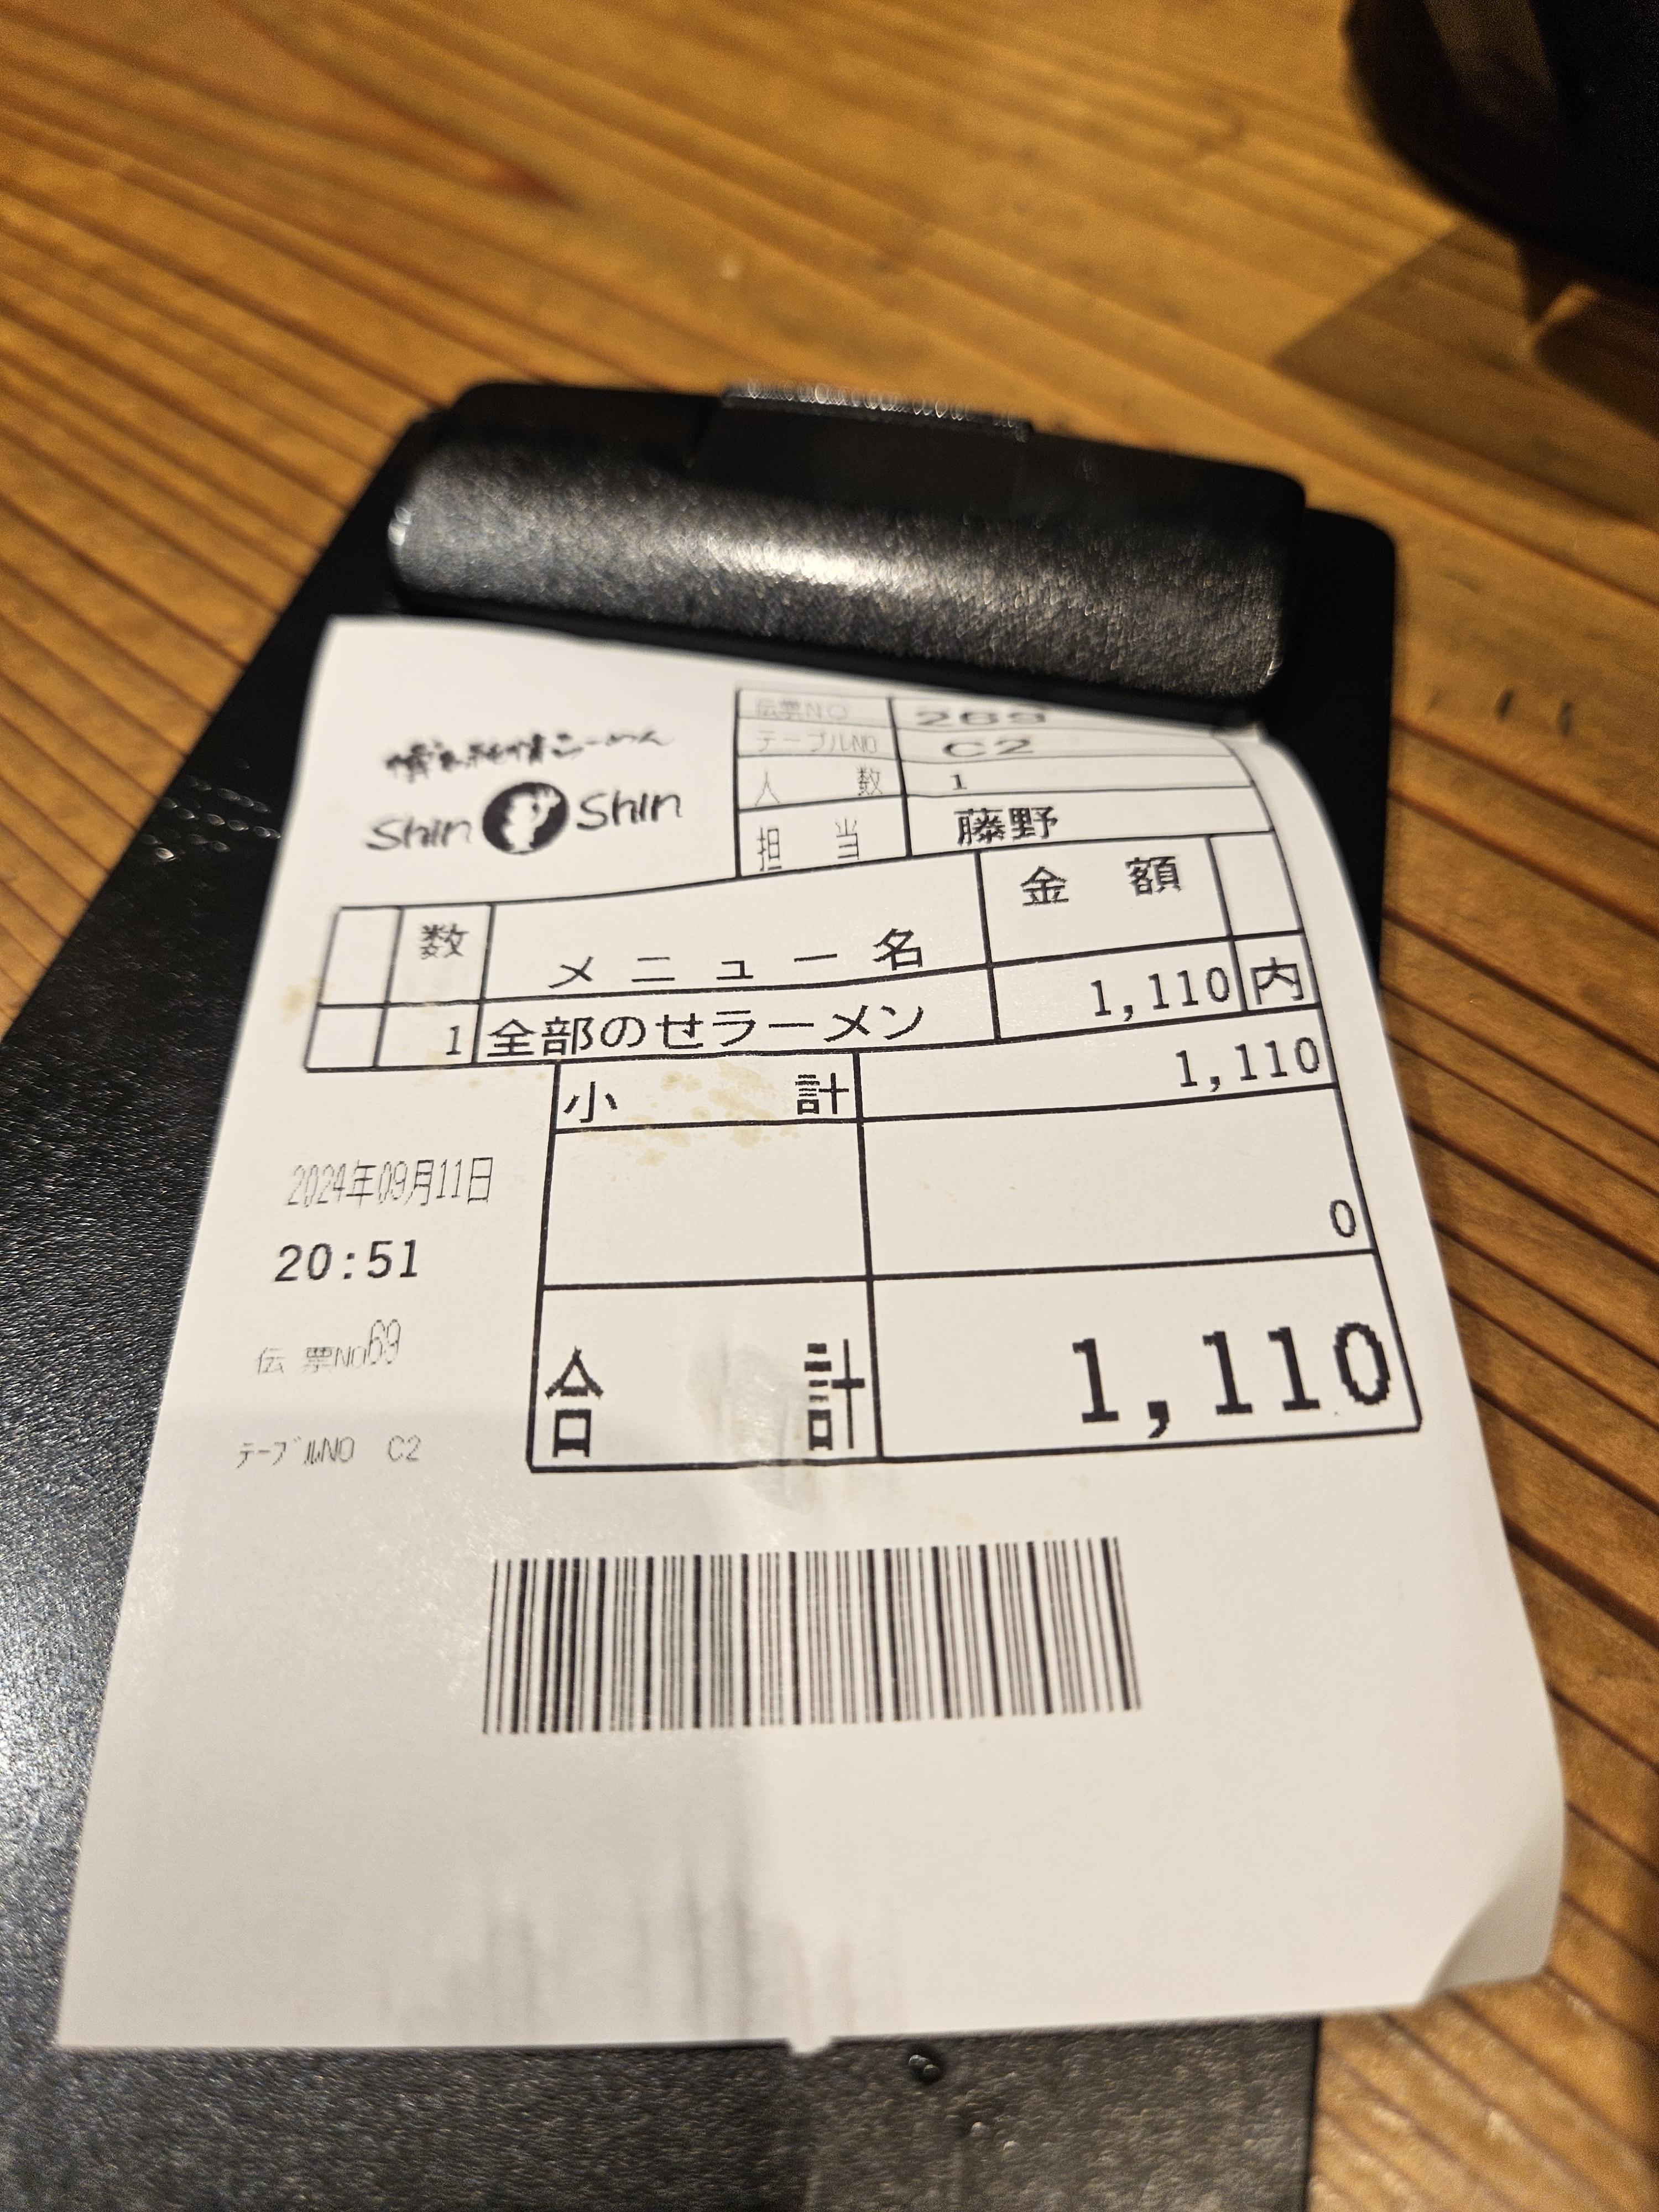 博多純情らーめん
Shin Shin
伝票NO 269
テーブルNO C2
人数 1
担当 藤野
数 メニュー名 金額
1 全部のせラーメン 1,110 内
小計 1,110
0
合計 1,110
2024年09月11日
20:51
伝票NO69
テーブルNO C2